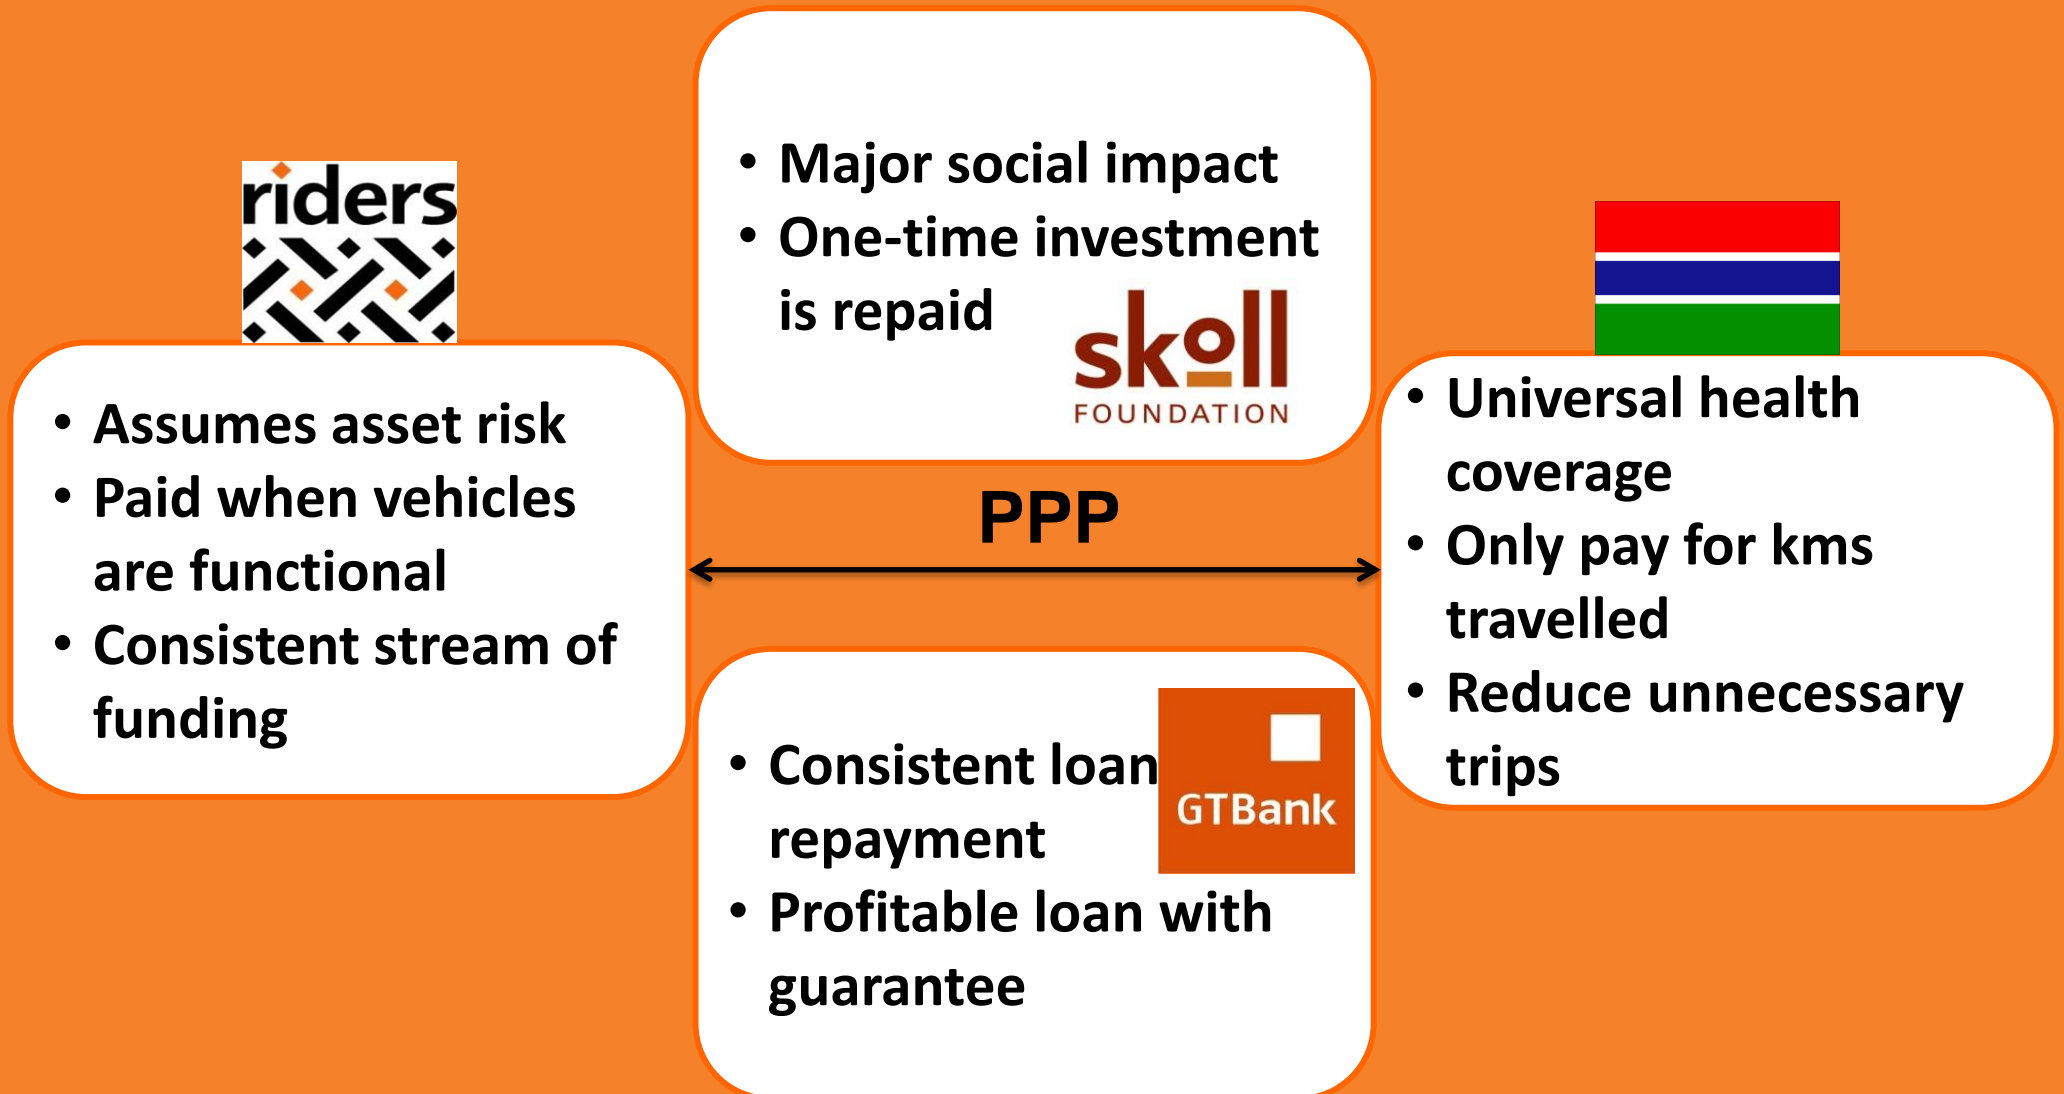 riders
• Assumes asset risk
• Paid when vehicles
are functional
• Consistent stream of
funding
• Major social impact
• One-time investment
is repaid
skoll
FOUNDATION
PPP
• Consistent loan
repayment
• Profitable loan with
guarantee
GTBank
• Universal health
coverage
• Only pay for kms
travelled
• Reduce unnecessary
trips